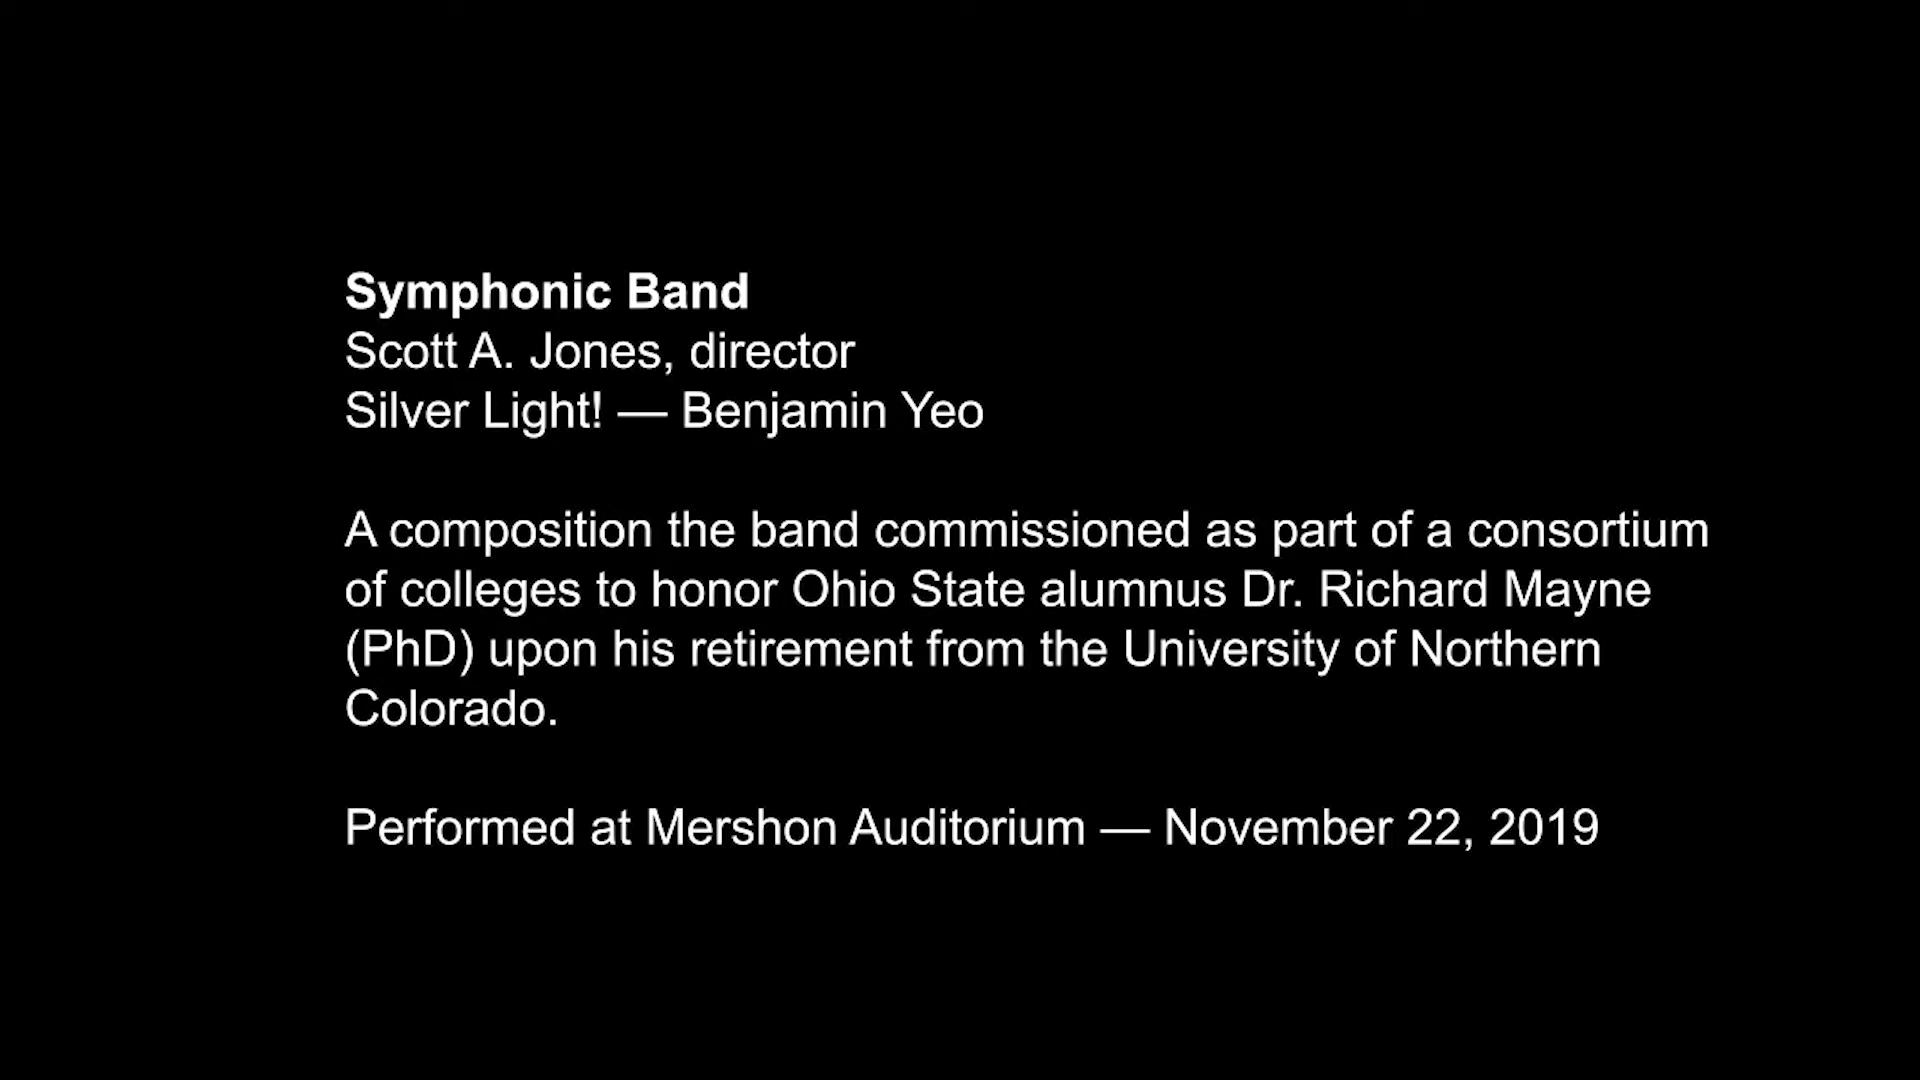 Symphonic Band
Scott A. Jones, director
Silver Light! — Benjamin Yeo
A composition the band commissioned as part of a consortium
of colleges to honor Ohio State alumnus Dr. Richard Mayne
(PhD) upon his retirement from the University of Northern
Colorado.
Performed at Mershon Auditorium — November 22, 2019